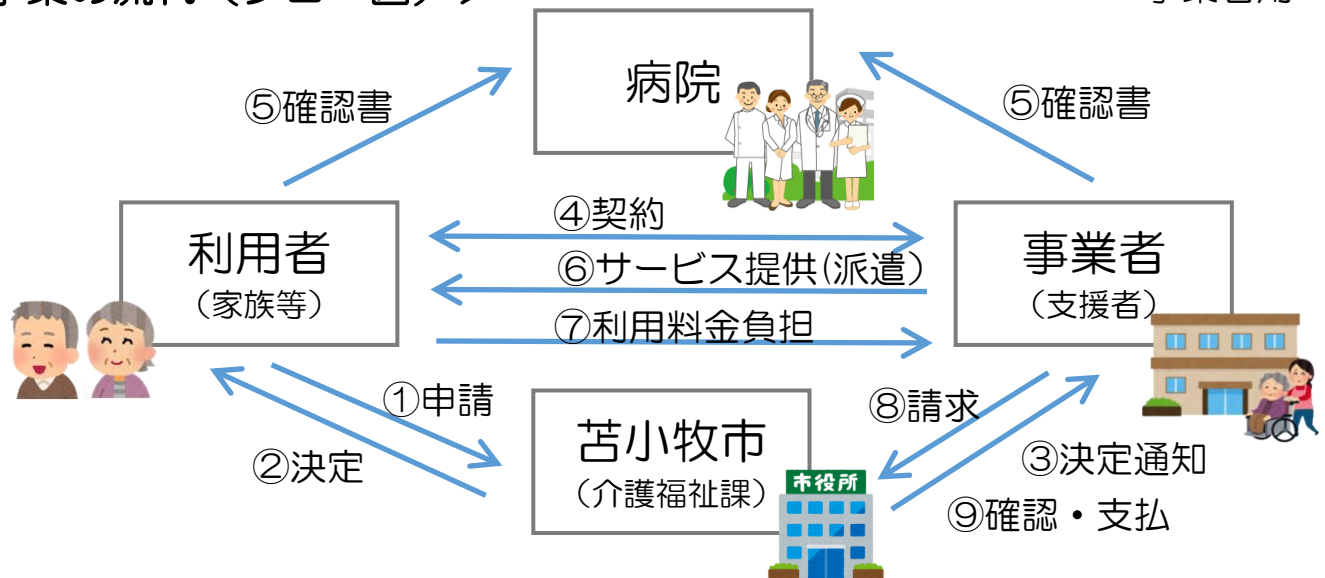 病院
⑤確認書
⑤確認書
④契約
利用者
（家族等）
⑥サービス提供(派遣）
事業者
（支援者）
⑦利用料金負担
①申請
⑧請求
②決定
苫小牧市
（介護福祉課）
市役所
③決定通知
⑨確認・支払